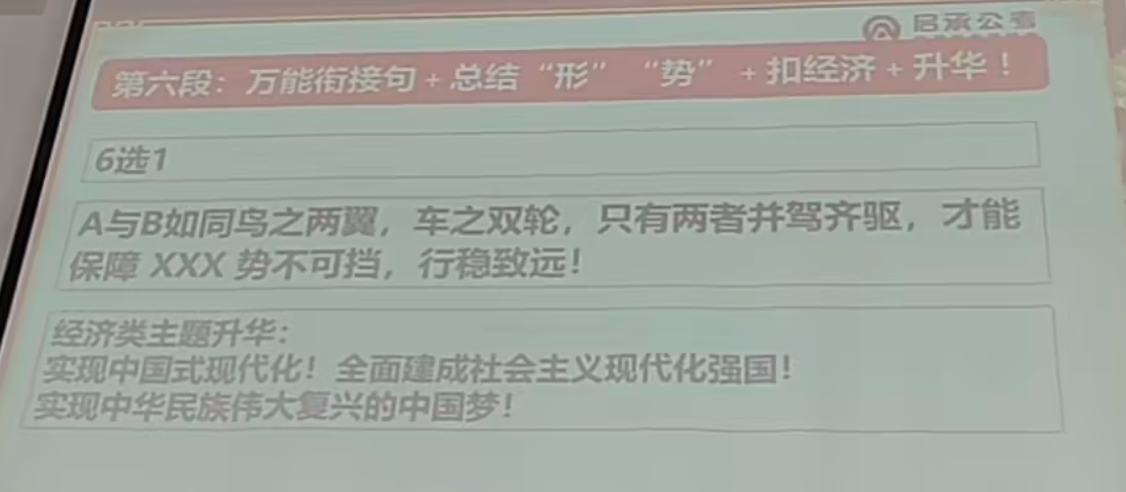 启承公考
第六段：万能衔接句+总结“形” “势” +扣经济+升华！
6选1
A与B如同鸟之两翼，车之双轮，只有两者并驾齐驱，才能
保障 XXX 势不可挡，行稳致远！
经济类主题升华：
实现中国式现代化！全面建成社会主义现代化强国！
实现中华民族伟大复兴的中国梦！